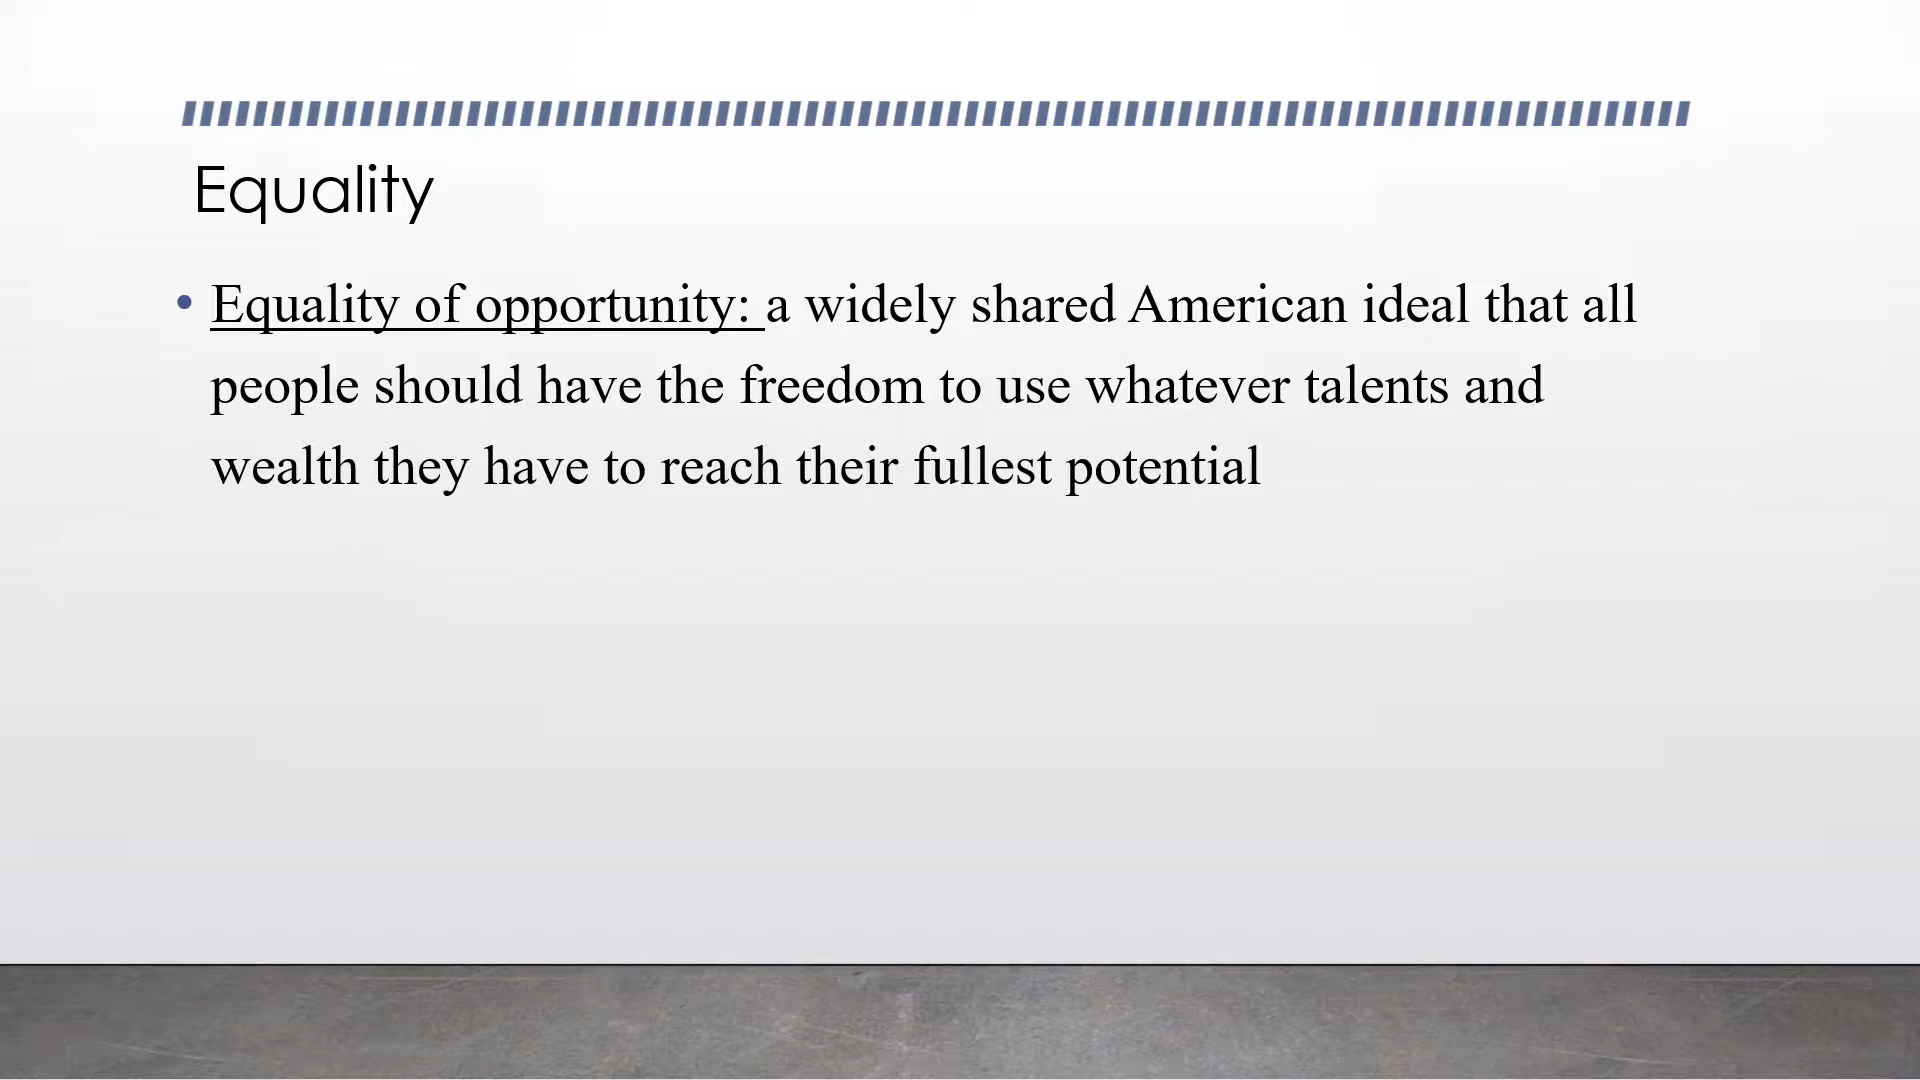 Equality
• Equality of opportunity: a widely shared American ideal that all
people should have the freedom to use whatever talents and
wealth they have to reach their fullest potential